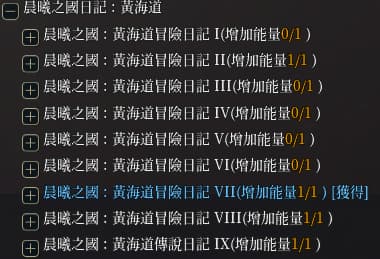 晨曦之國日記：黃海道
晨曦之國：黃海道冒險日記 I(增加能量0/1 )
晨曦之國：黃海道冒險日記 II(增加能量1/1 )
晨曦之國：黃海道冒險日記 III(增加能量0/1 )
晨曦之國：黃海道冒險日記 IV(增加能量0/1 )
晨曦之國：黃海道冒險日記 V(增加能量0/1 )
晨曦之國：黃海道冒險日記 VI(增加能量0/1 )
晨曦之國：黃海道冒險日記 VII(增加能量1/1 ) [獲得]
晨曦之國：黃海道冒險日記 VIII(增加能量1/1 )
晨曦之國：黃海道傳說日記 IX(增加能量1/1 )